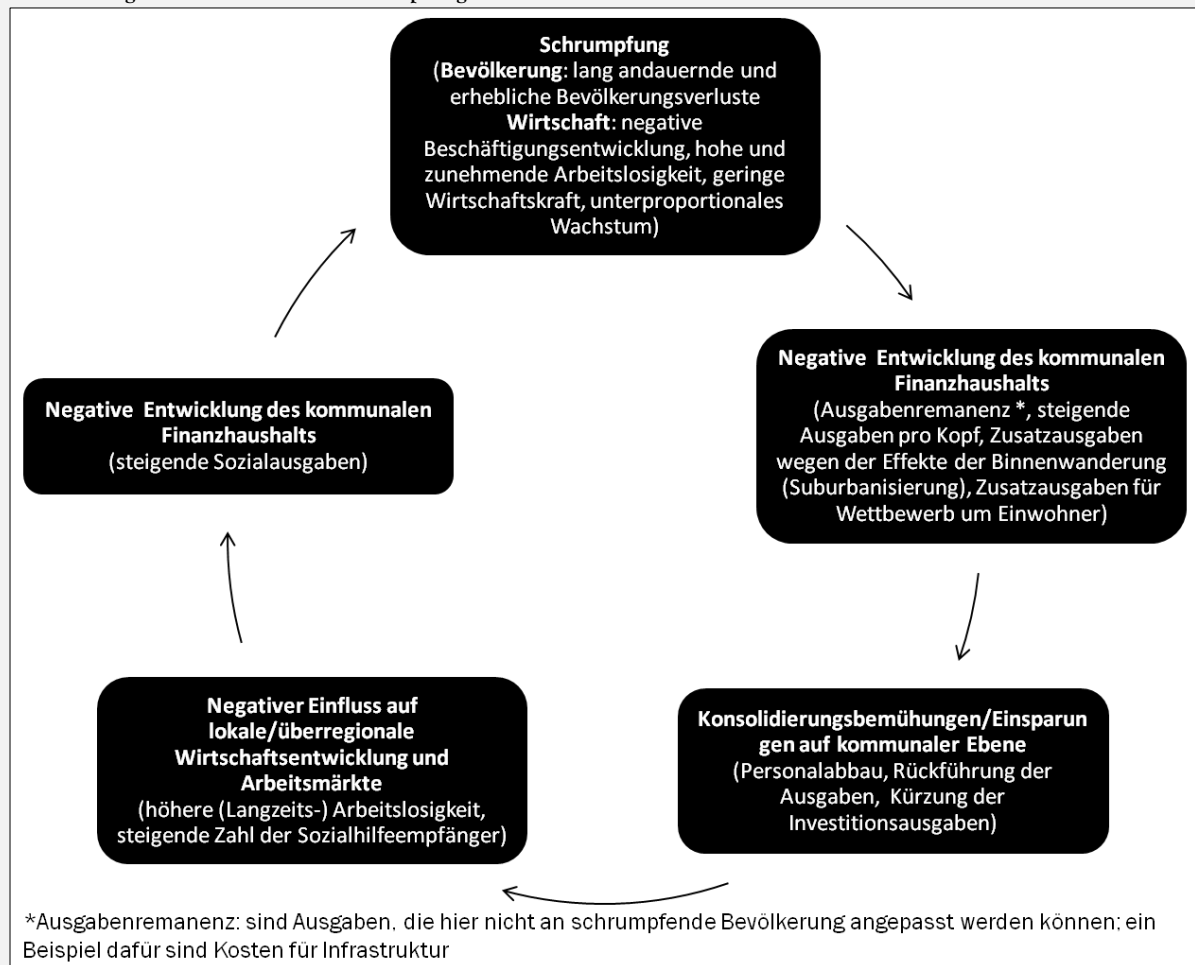 Schrumpfung
(Bevölkerung: lang andauernde und
erhebliche Bevölkerungsverluste
Wirtschaft: negative
Beschäftigungsentwicklung, hohe und
zunehmende Arbeitslosigkeit, geringe
Wirtschaftskraft, unterproportionales
Wachstum)
Negative Entwicklung des kommunalen
Finanzhaushalts
(Ausgabenremanenz *, steigende
Ausgaben pro Kopf, Zusatzausgaben
wegen der Effekte der Binnenwanderung
(Suburbanisierung), Zusatzausgaben für
Wettbewerb um Einwohner)
Konsolidierungsbemühungen/Einsparun
gen auf kommunaler Ebene
(Personalabbau, Rückführung der
Ausgaben, Kürzung der
Investitionsausgaben)
Negativer Einfluss auf
lokale/überregionale
Wirtschaftsentwicklung und
Arbeitsmärkte
(höhere (Langzeits-) Arbeitslosigkeit,
steigende Zahl der Sozialhilfeempfänger)
Negative Entwicklung des kommunalen
Finanzhaushalts
(steigende Sozialausgaben)
*Ausgabenremanenz: sind Ausgaben, die hier nicht an schrumpfende Bevölkerung angepasst werden können; ein
Beispiel dafür sind Kosten für Infrastruktur